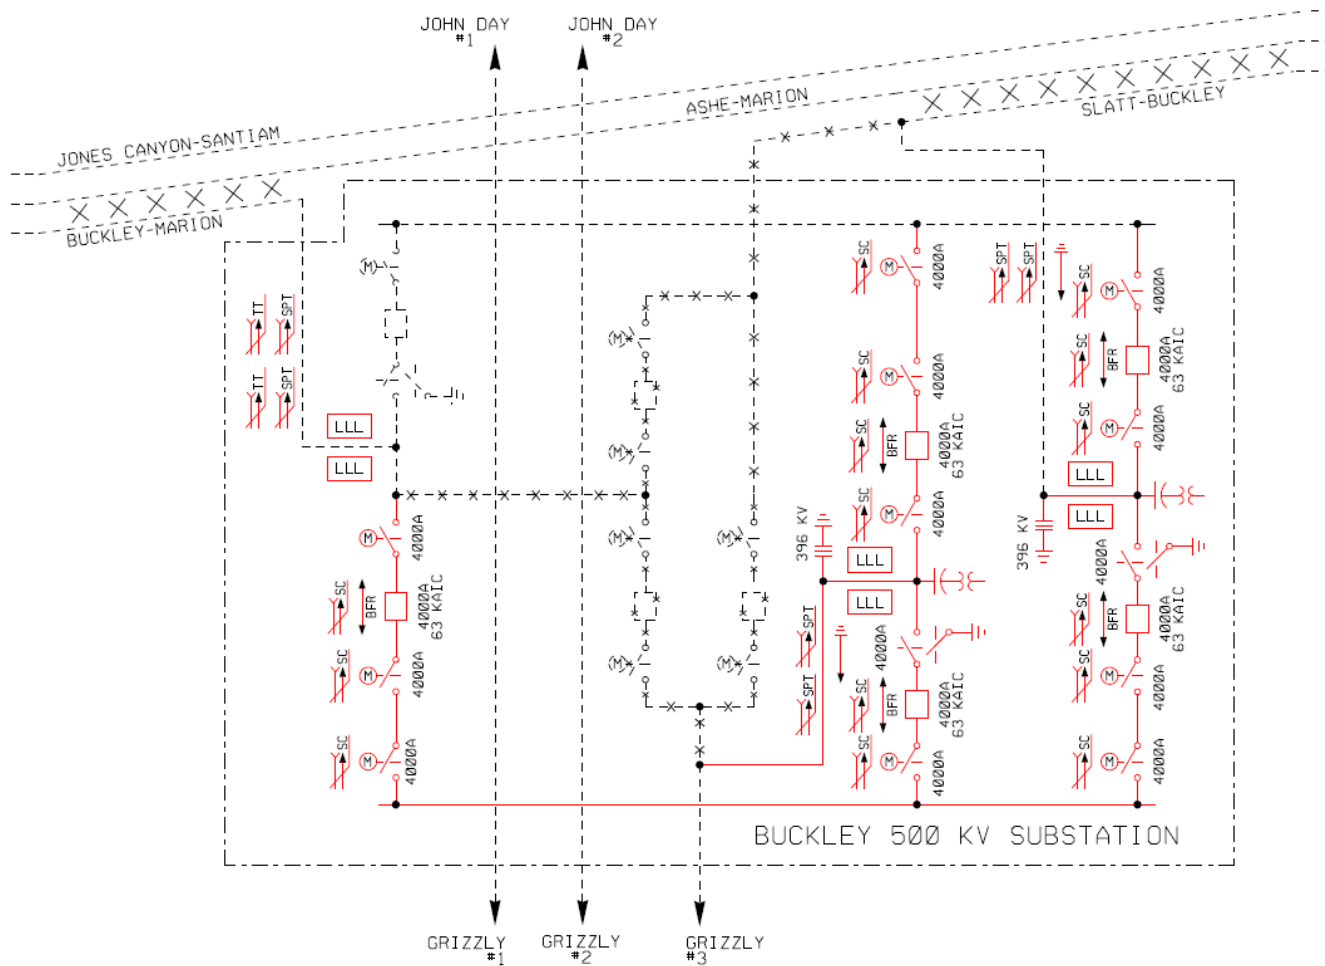 JOHN DAY
#1
JOHN DAY
#2
JONES CANYON-SANTIAM
ASHE-MARION
SLATT-BUCKLEY
BUCKLEY-MARION
(M)
TT
SPT
TT
SPT
LLL
LLL
M
4000A
SC
BFR
4000A
63 KAIC
SC
M
4000A
SC
M
4000A
(M)
(M)
(M)
(M)
(M)
(M)
SC
M
4000A
SC
M
4000A
SC
BFR
4000A
63 KAIC
SC
M
4000A
396 KV
LLL
LLL
SPT
SPT
4000A
SC
BFR
4000A
63 KAIC
SC
M
4000A
SPT
SPT
SC
M
4000A
SC
BFR
4000A
63 KAIC
SC
M
4000A
LLL
LLL
396 KV
4000A
SC
BFR
4000A
63 KAIC
SC
M
4000A
SC
M
4000A
BUCKLEY 500 KV SUBSTATION
GRIZZLY
#1
GRIZZLY
#2
GRIZZLY
#3